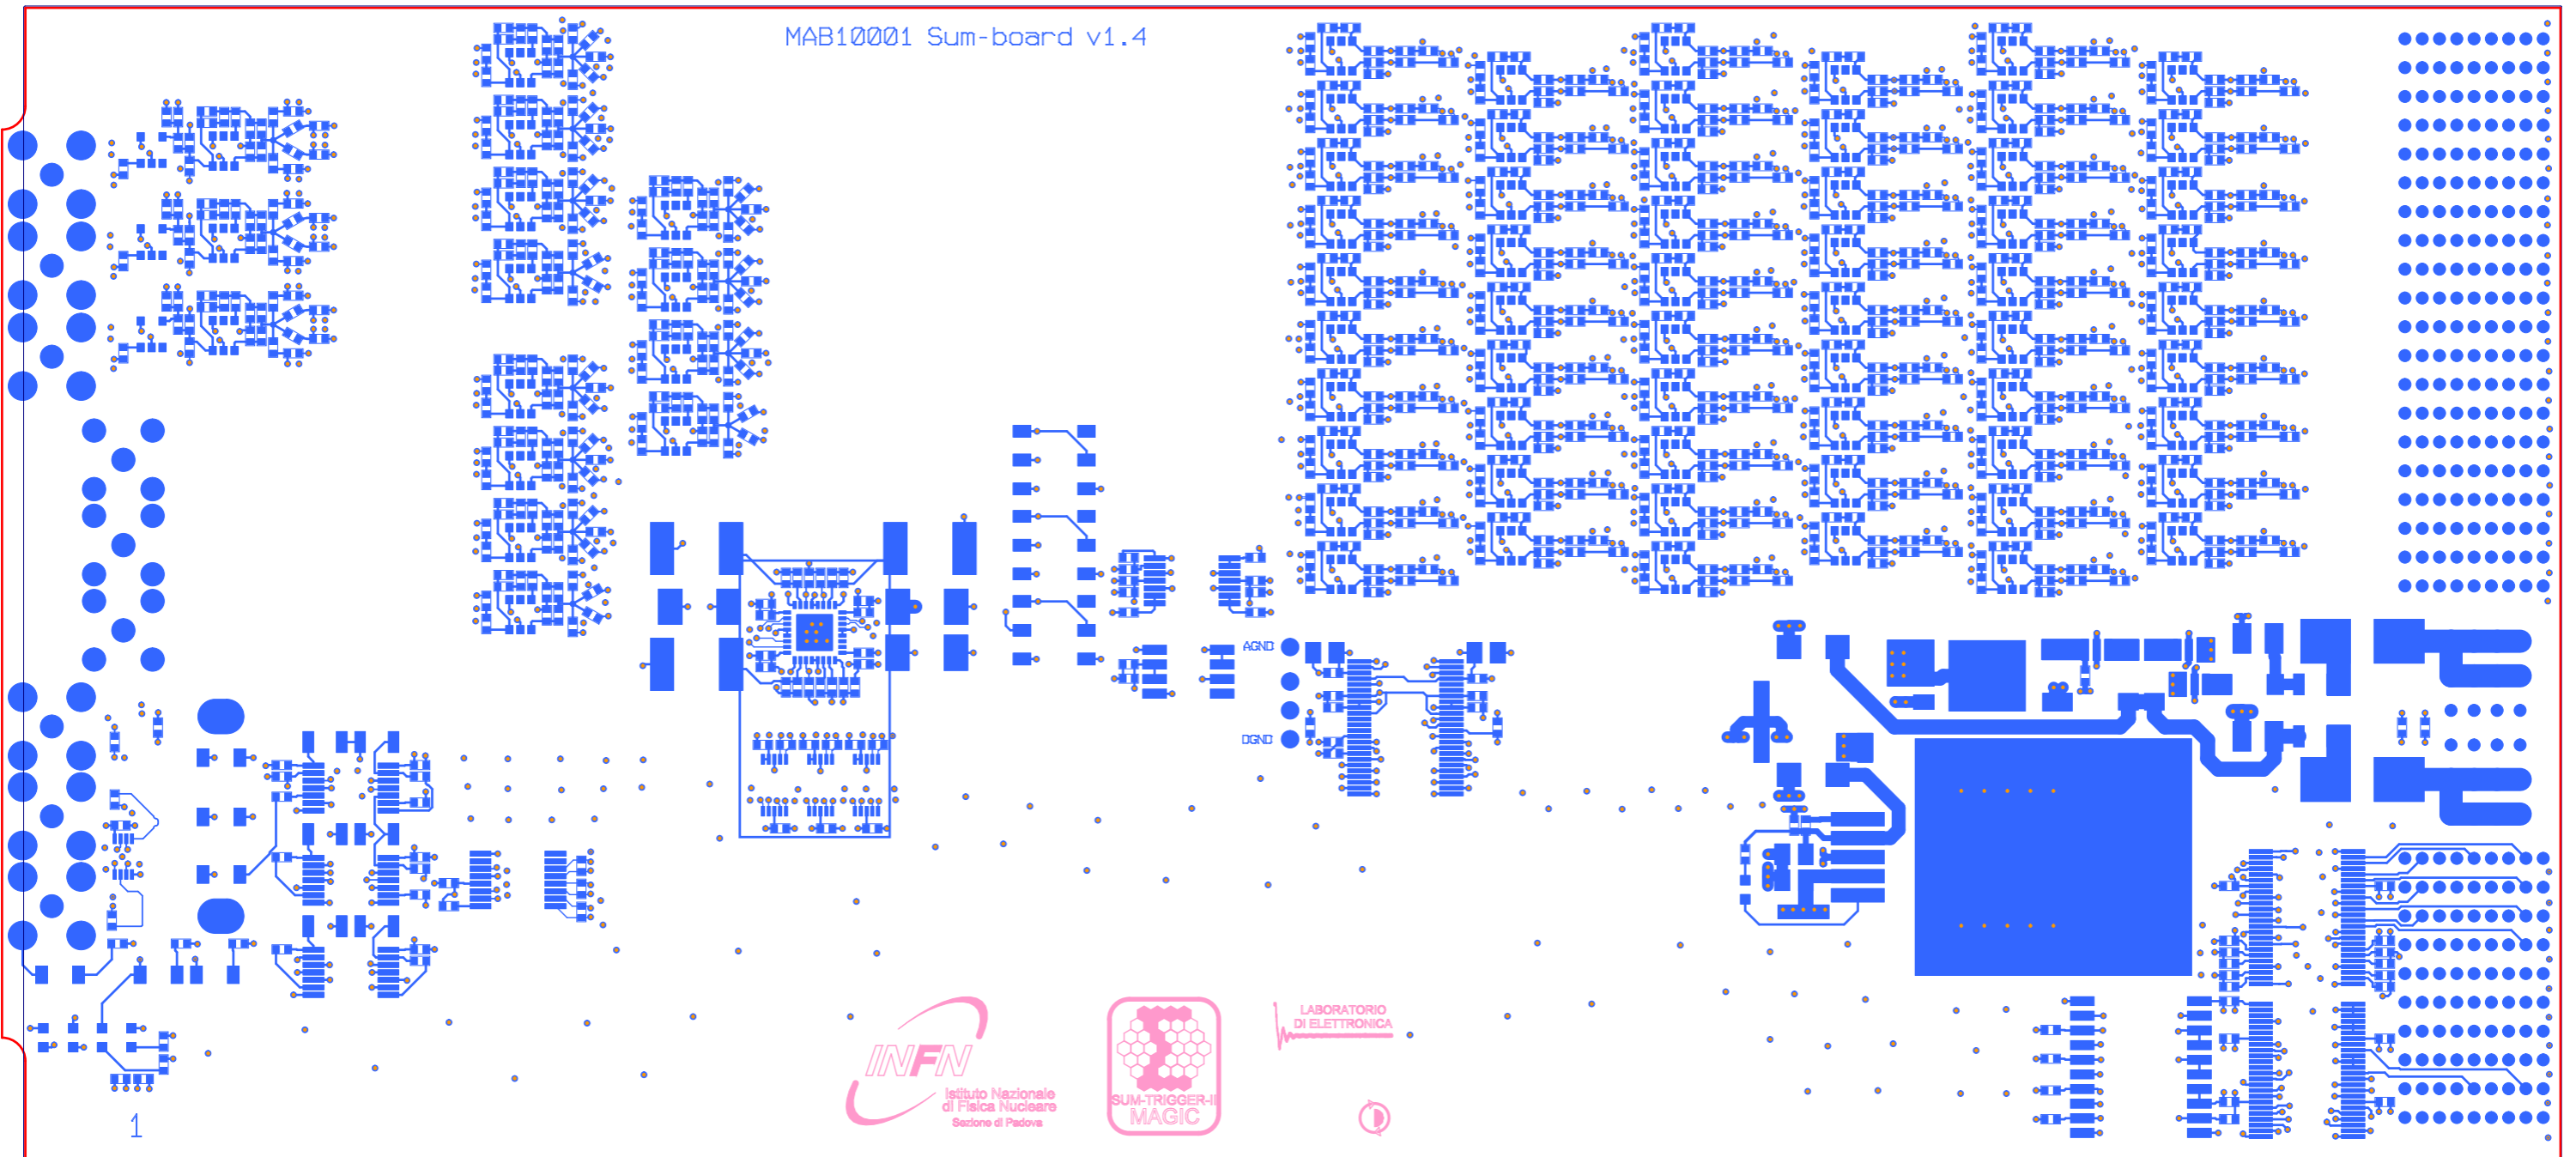 MAB10001 Sum-board v1.4
AGND
DGND
LABORATORIO
DI ELETTRONICA
INFN
Istituto Nazionale
di Fisica Nucleare
Sezione di Padova
SUM-TRIGGER-II
MAGIC
1